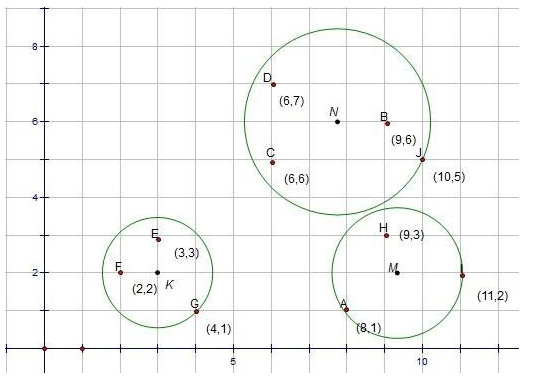 8
D
(6,7)
N
B
6
(9,6)
J
C
(6,6)
(10,5)
4
E
(3,3)
H
(9,3)
F
2
(2,2)
K
M
I
(11,2)
G
(4,1)
A
(8,1)
5
10